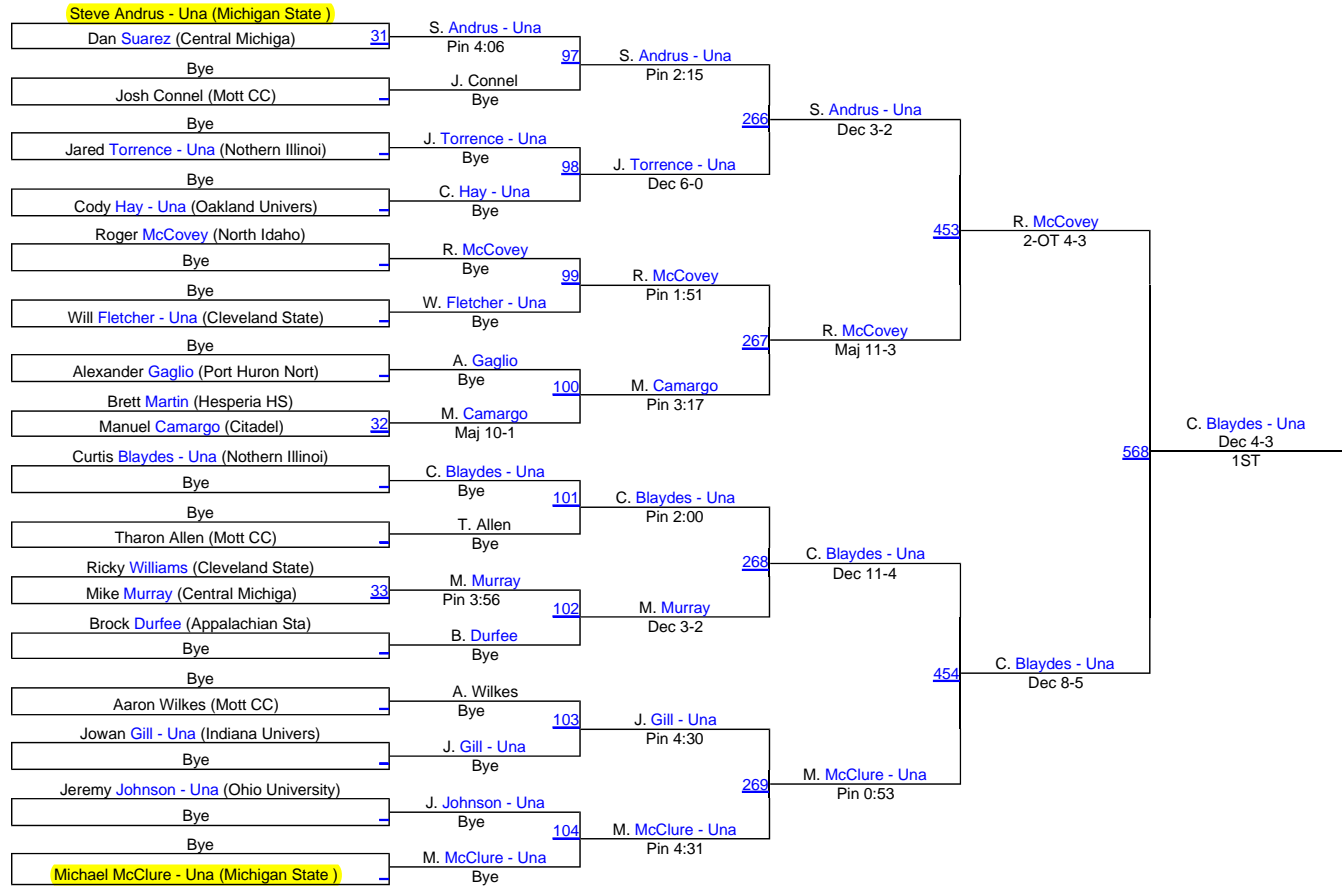 Steve Andrus - Una (Michigan State )
Dan Suarez (Central Michiga) 31
Bye
Josh Connel (Mott CC)
Bye
Jared Torrence - Una (Nothern Illinoi)
Bye
Cody Hay - Una (Oakland Univers)
Roger McCovey (North Idaho)
Bye
Bye
Will Fletcher - Una (Cleveland State)
Bye
Alexander Gaglio (Port Huron Nort)
Brett Martin (Hesperia HS)
Manuel Camargo (Citadel) 32
Curtis Blaydes - Una (Nothern Illinoi)
Bye
Bye
Tharon Allen (Mott CC)
Ricky Williams (Cleveland State)
Mike Murray (Central Michiga) 33
Brock Durfee (Appalachian Sta)
Bye
Bye
Aaron Wilkes (Mott CC)
Jowan Gill - Una (Indiana Univers)
Bye
Jeremy Johnson - Una (Ohio University)
Bye
Bye
Michael McClure - Una (Michigan State )
S. Andrus - Una
Pin 4:06
97
J. Connel
Bye
J. Torrence - Una
Bye
98
C. Hay - Una
Bye
R. McCovey
Bye
99
W. Fletcher - Una
Bye
A. Gaglio
Bye
100
M. Camargo
Maj 10-1
C. Blaydes - Una
Bye
101
T. Allen
Bye
M. Murray
Pin 3:56
102
B. Durfee
Bye
A. Wilkes
Bye
103
J. Gill - Una
Bye
J. Johnson - Una
Bye
104
M. McClure - Una
Bye
S. Andrus - Una
Pin 2:15
266
J. Torrence - Una
Dec 6-0
R. McCovey
Pin 1:51
267
M. Camargo
Pin 3:17
C. Blaydes - Una
Pin 2:00
268
M. Murray
Dec 3-2
J. Gill - Una
Pin 4:30
269
M. McClure - Una
Pin 4:31
S. Andrus - Una
Dec 3-2
453
R. McCovey
Maj 11-3
C. Blaydes - Una
Dec 11-4
454
M. McClure - Una
Pin 0:53
R. McCovey
2-OT 4-3
568
C. Blaydes - Una
Dec 8-5
C. Blaydes - Una
Dec 4-3
1ST